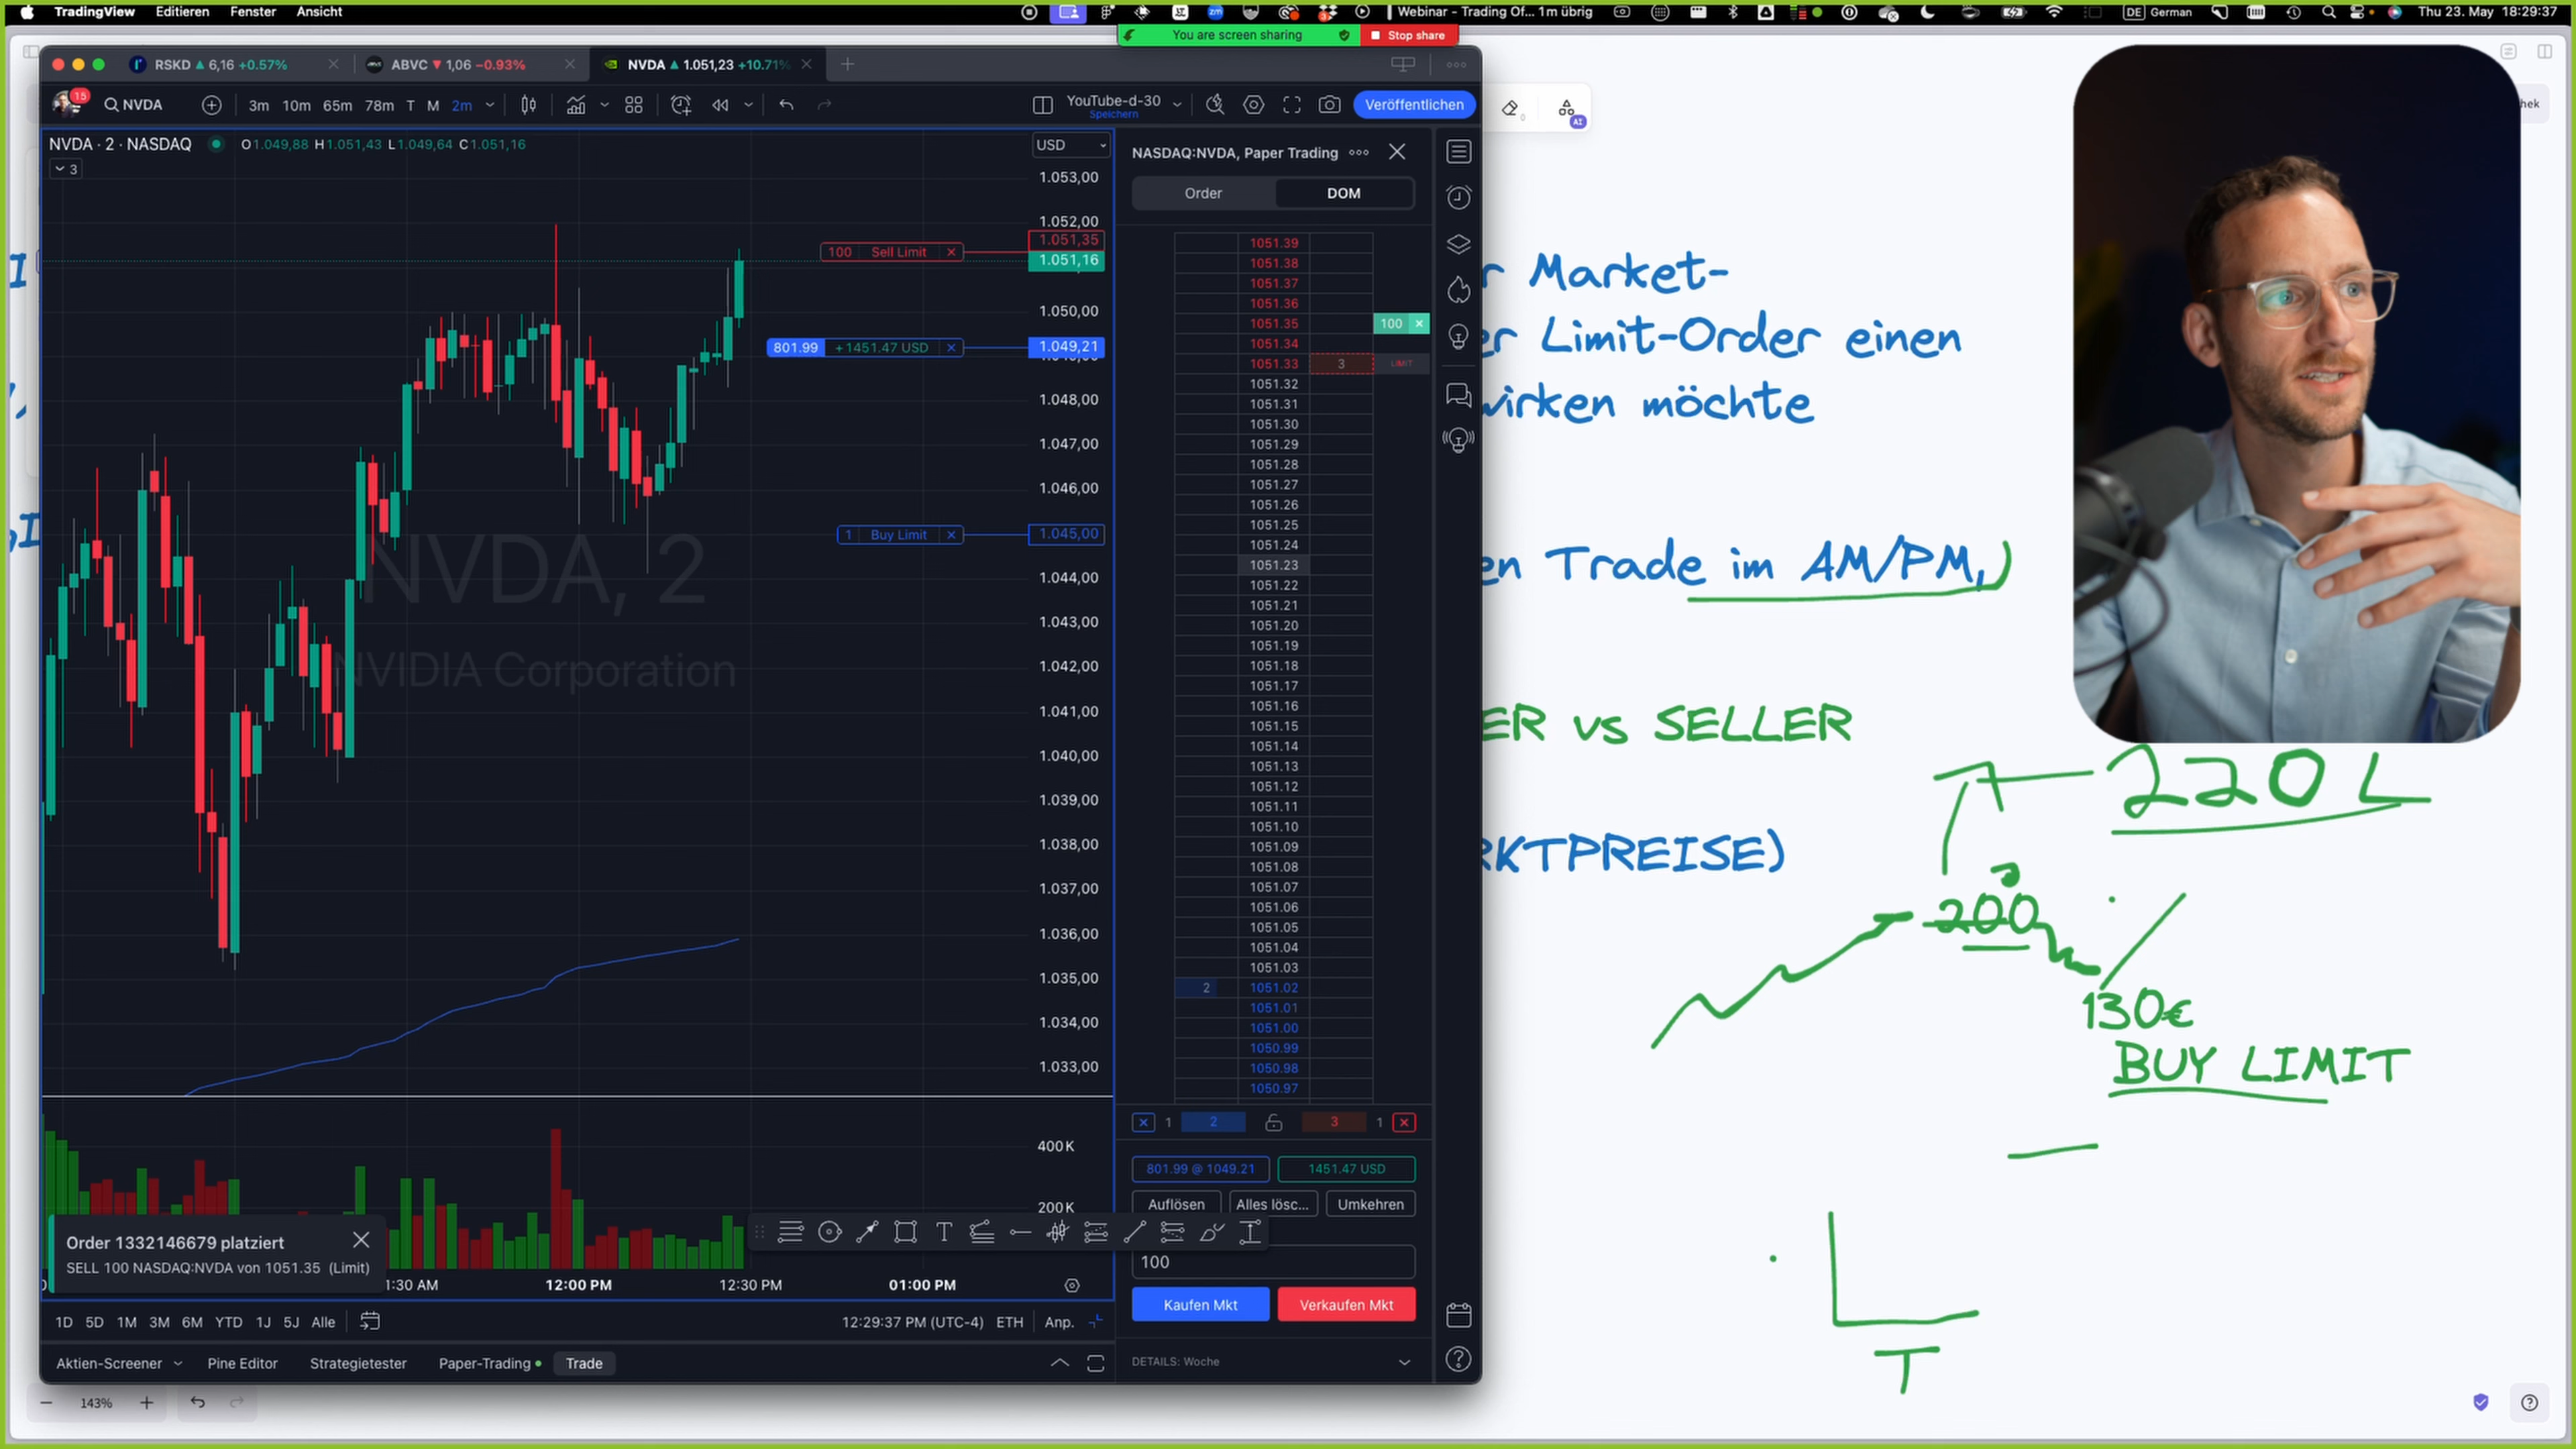 TradingView Editieren Fenster Ansicht
Webinar - Trading Of... 1m übrig
DE German
Thu 23. May 18:29:37
You are screen sharing
Stop share
RSKD ▲ 6,16 +0.57%
ABVC ▼ 1,06 −0.93%
NVDA ▲ 1.051,23 +10.71%
15
NVDA
3m 10m 65m 78m T M 2m
YouTube-d-30
Speichern
Veröffentlichen
AI
hek
NVDA · 2 · NASDAQ
O1.049,88 H1.051,43 L1.049,64 C1.051,16
3
USD
1.053,00
1.052,00
1.051,35
1.051,16
1.050,00
1.049,21
1.048,00
1.047,00
1.046,00
1.045,00
1.044,00
1.043,00
1.042,00
1.041,00
1.040,00
1.039,00
1.038,00
1.037,00
1.036,00
1.035,00
1.034,00
1.033,00
400 K
200 K
100 Sell Limit
801.99 +1451.47 USD
1 Buy Limit
NVDA, 2
NVIDIA Corporation
Order 1332146679 platziert
SELL 100 NASDAQ:NVDA von 1051.35 (Limit)
1:30 AM 12:00 PM 12:30 PM 01:00 PM
1D 5D 1M 3M 6M YTD 1J 5J Alle
12:29:37 PM (UTC-4) ETH Anp.
Aktien-Screener Pine Editor Strategietester Paper-Trading Trade
143%
NASDAQ:NVDA, Paper Trading
Order DOM
1051.39
1051.38
1051.37
1051.36
1051.35 100
1051.34
1051.33 3 LIMIT
1051.32
1051.31
1051.30
1051.29
1051.28
1051.27
1051.26
1051.25
1051.24
1051.23
1051.22
1051.21
1051.20
1051.19
1051.18
1051.17
1051.16
1051.15
1051.14
1051.13
1051.12
1051.11
1051.10
1051.09
1051.08
1051.07
1051.06
1051.05
1051.04
1051.03
2 1051.02
1051.01
1051.00
1050.99
1050.98
1050.97
1 2 3 1
801.99 @ 1049.21 1451.47 USD
Auflösen Alles lösc... Umkehren
100
Kaufen Mkt Verkaufen Mkt
DETAILS: Woche
r Market-
er Limit-Order einen
wirken möchte
en Trade im AM/PM,)
ER vs SELLER
RKTPREISE)
220 L
200
130€
BUY LIMIT
T